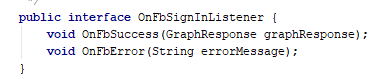 */
public interface OnFbSignInListener {
    void OnFbSuccess(GraphResponse graphResponse);
    void OnFbError(String errorMessage);
}